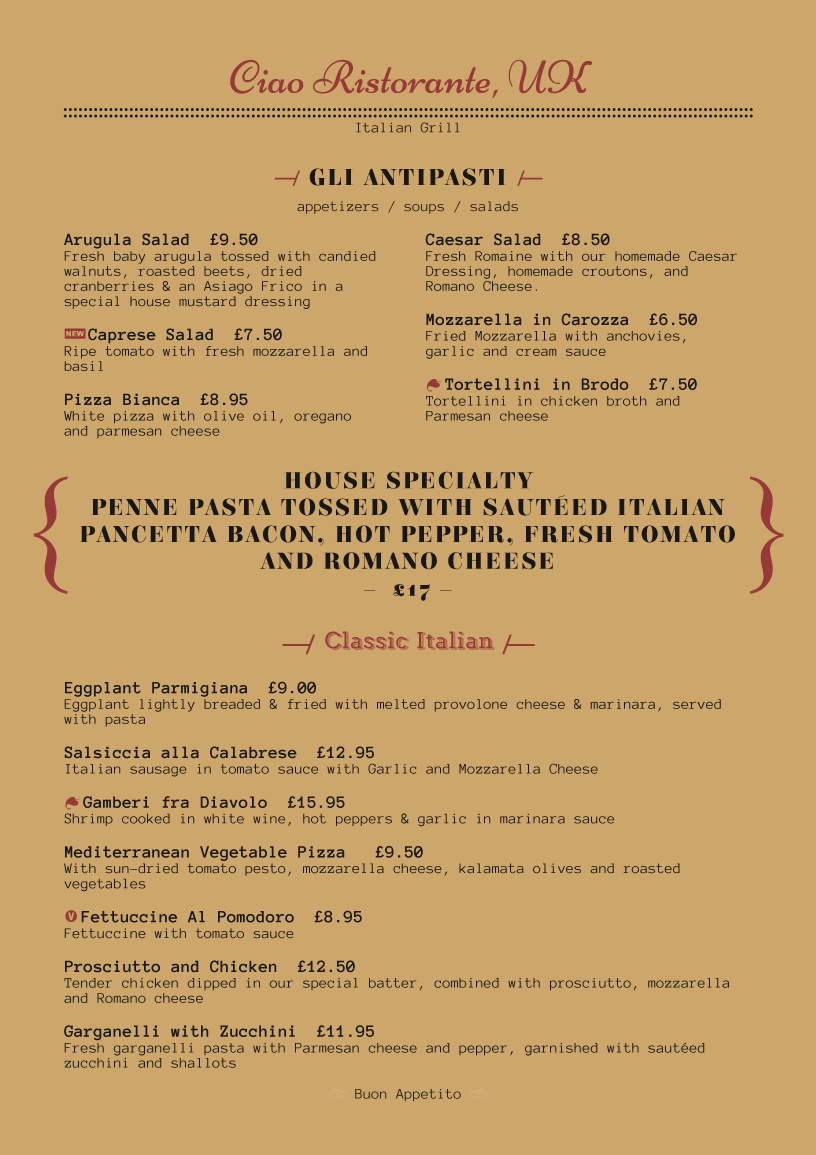 Ciao Ristorante, UK
Italian Grill
GLI ANTIPASTI
appetizers / soups / salads
Arugula Salad £9.50
Fresh baby arugula tossed with candied
walnuts, roasted beets, dried
cranberries & an Asiago Frico in a
special house mustard dressing
NEW Caprese Salad £7.50
Ripe tomato with fresh mozzarella and
basil
Pizza Bianca £8.95
White pizza with olive oil, oregano
and parmesan cheese
Caesar Salad £8.50
Fresh Romaine with our homemade Caesar
Dressing, homemade croutons, and
Romano Cheese.
Mozzarella in Carozza £6.50
Fried Mozzarella with anchovies,
garlic and cream sauce
Tortellini in Brodo £7.50
Tortellini in chicken broth and
Parmesan cheese
HOUSE SPECIALTY
PENNE PASTA TOSSED WITH SAUTÉED ITALIAN
PANCETTA BACON, HOT PEPPER, FRESH TOMATO
AND ROMANO CHEESE
– £17 –
Classic Italian
Eggplant Parmigiana £9.00
Eggplant lightly breaded & fried with melted provolone cheese & marinara, served
with pasta
Salsiccia alla Calabrese £12.95
Italian sausage in tomato sauce with Garlic and Mozzarella Cheese
Gamberi fra Diavolo £15.95
Shrimp cooked in white wine, hot peppers & garlic in marinara sauce
Mediterranean Vegetable Pizza £9.50
With sun-dried tomato pesto, mozzarella cheese, kalamata olives and roasted
vegetables
V Fettuccine Al Pomodoro £8.95
Fettuccine with tomato sauce
Prosciutto and Chicken £12.50
Tender chicken dipped in our special batter, combined with prosciutto, mozzarella
and Romano cheese
Garganelli with Zucchini £11.95
Fresh garganelli pasta with Parmesan cheese and pepper, garnished with sautéed
zucchini and shallots
Buon Appetito